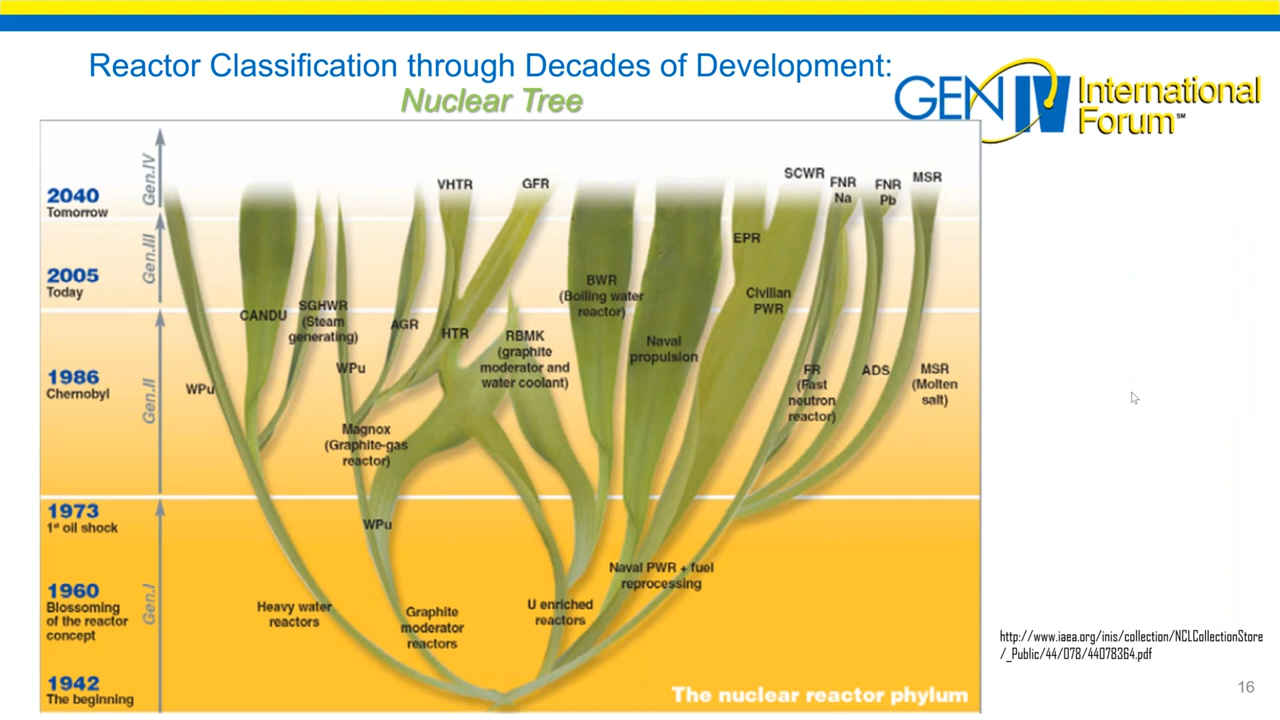 Reactor Classification through Decades of Development:
Nuclear Tree
GEN IV International
Forum℠
Gen.IV
2040
Tomorrow
Gen.III
2005
Today
Gen.II
1986
Chernobyl
1973
1st oil shock
Gen.I
1960
Blossoming
of the reactor
concept
1942
The beginning
VHTR
GFR
SCWR
FNR
Na
FNR
Pb
MSR
EPR
CANDU
SGHWR
(Steam
generating)
AGR
HTR
RBMK
(graphite
moderator and
water coolant)
BWR
(Boiling water
reactor)
Naval
propulsion
Civilian
PWR
WPu
WPu
FR
(Fast
neutron
reactor)
ADS
MSR
(Molten
salt)
Magnox
(Graphite-gas
reactor)
WPu
Naval PWR + fuel
reprocessing
Heavy water
reactors
Graphite
moderator
reactors
U enriched
reactors
The nuclear reactor phylum
http://www.iaea.org/inis/collection/NCLCollectionStore
/_Public/44/078/44078364.pdf
16